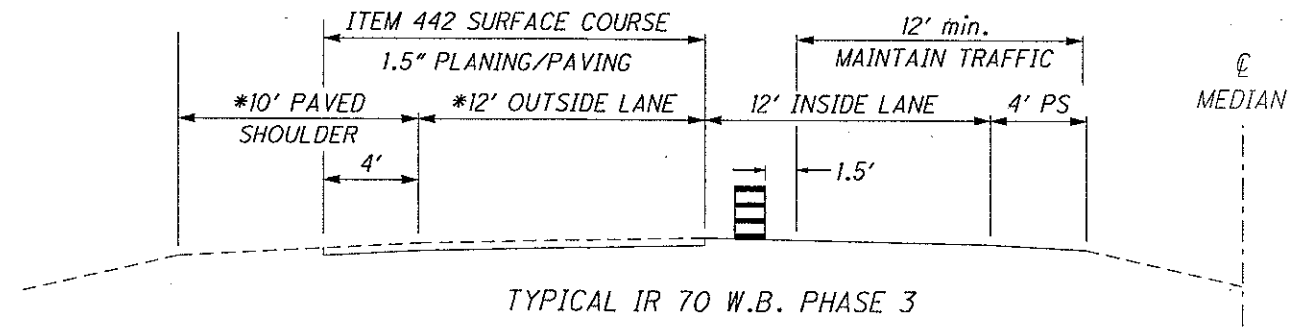 ITEM 442 SURFACE COURSE
1.5" PLANING/PAVING
12' min.
MAINTAIN TRAFFIC
℄
MEDIAN
*10' PAVED
SHOULDER
*12' OUTSIDE LANE
12' INSIDE LANE
4' PS
4'
1.5'
TYPICAL IR 70 W.B. PHASE 3